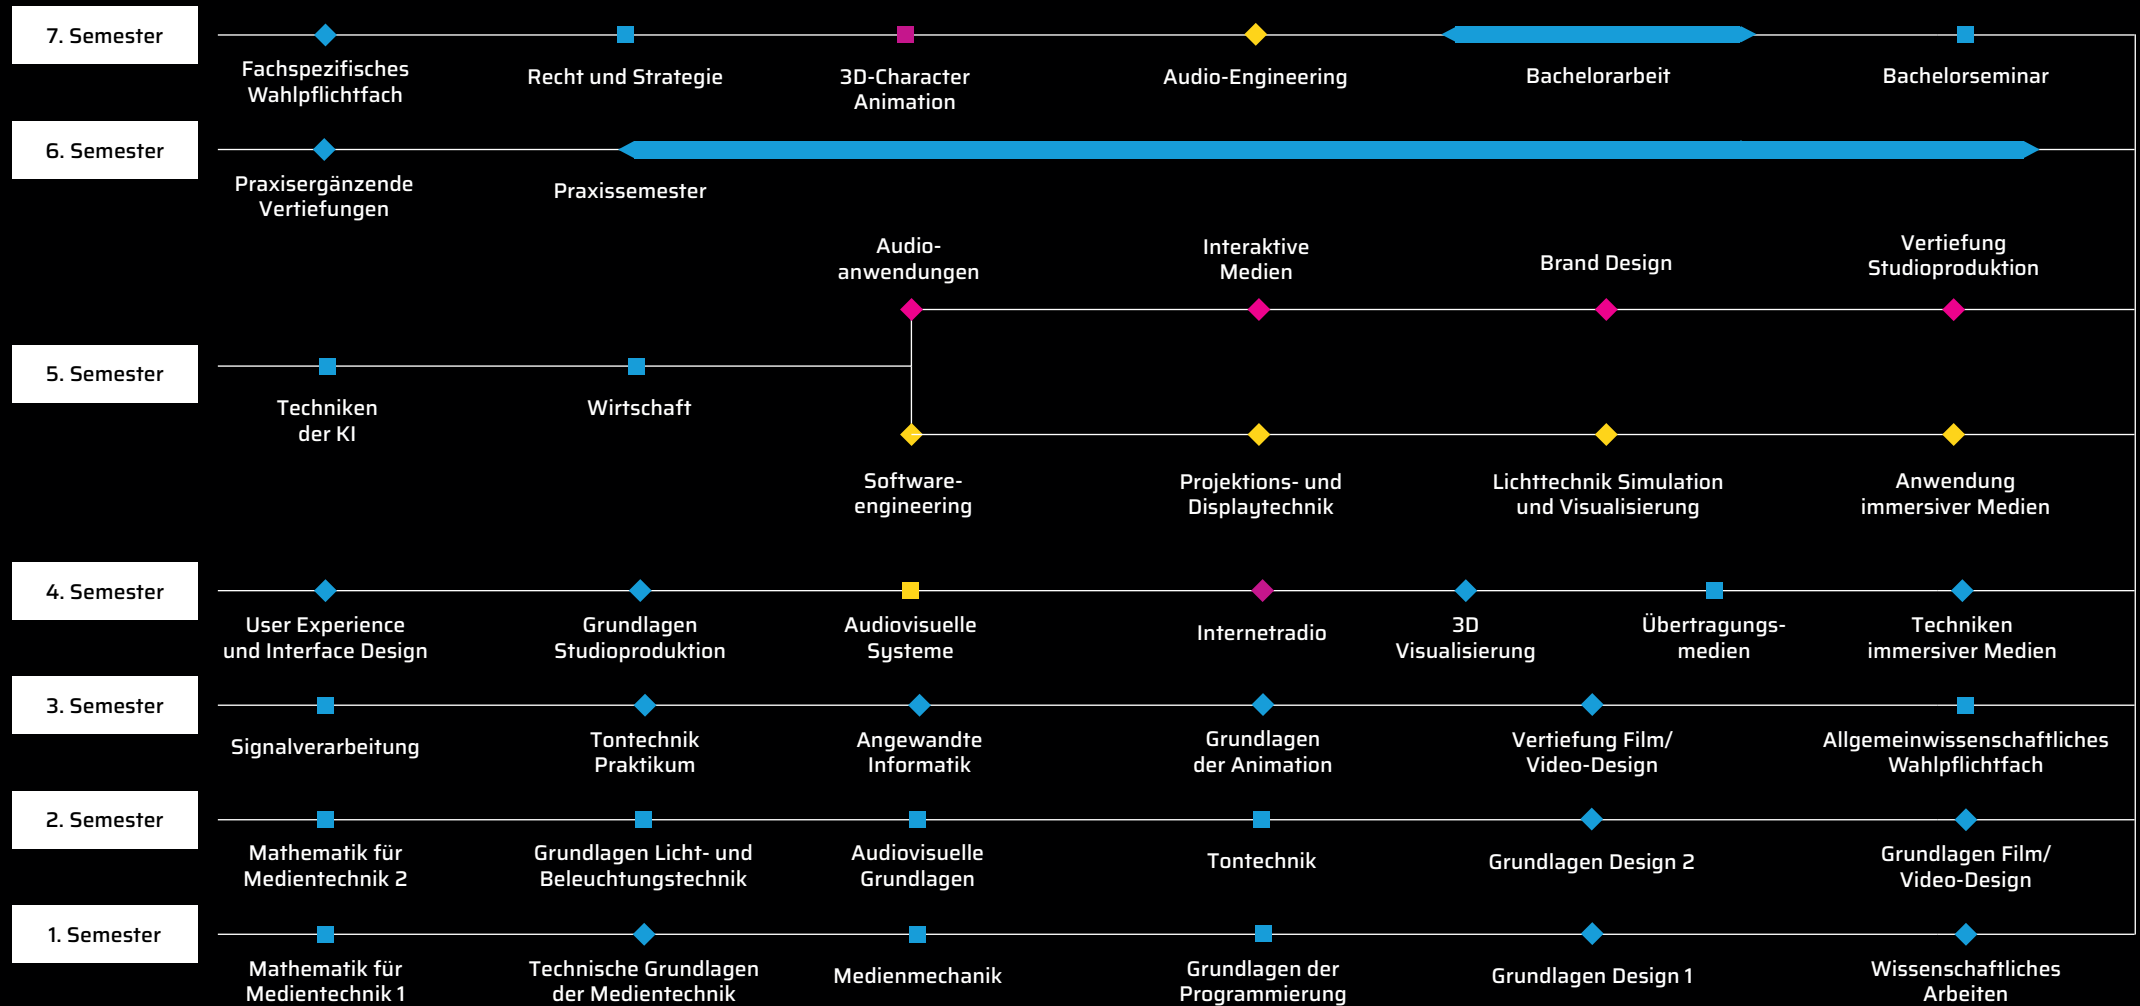 7. Semester
Fachspezifisches
Wahlpflichtfach
Recht und Strategie
3D-Character
Animation
Audio-Engineering
Bachelorarbeit
Bachelorseminar
6. Semester
Praxisergänzende
Vertiefungen
Praxissemester
5. Semester
Techniken
der KI
Wirtschaft
Audio-
anwendungen
Interaktive
Medien
Brand Design
Vertiefung
Studioproduktion
Software-
engineering
Projektions- und
Displaytechnik
Lichttechnik Simulation
und Visualisierung
Anwendung
immersiver Medien
4. Semester
User Experience
und Interface Design
Grundlagen
Studioproduktion
Audiovisuelle
Systeme
Internetradio
3D
Visualisierung
Übertragungs-
medien
Techniken
immersiver Medien
3. Semester
Signalverarbeitung
Tontechnik
Praktikum
Angewandte
Informatik
Grundlagen
der Animation
Vertiefung Film/
Video-Design
Allgemeinwissenschaftliches
Wahlpflichtfach
2. Semester
Mathematik für
Medientechnik 2
Grundlagen Licht- und
Beleuchtungstechnik
Audiovisuelle
Grundlagen
Tontechnik
Grundlagen Design 2
Grundlagen Film/
Video-Design
1. Semester
Mathematik für
Medientechnik 1
Technische Grundlagen
der Medientechnik
Medienmechanik
Grundlagen der
Programmierung
Grundlagen Design 1
Wissenschaftliches
Arbeiten